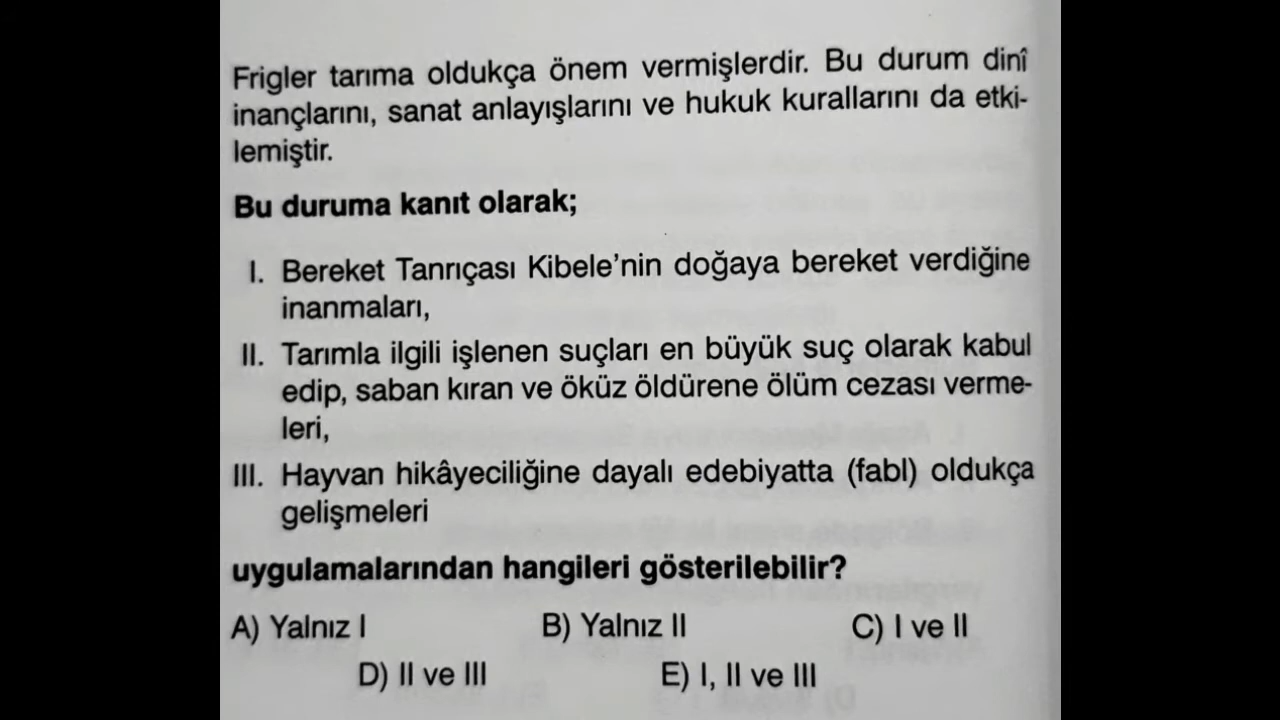 Frigler tarıma oldukça önem vermişlerdir. Bu durum dinî
inançlarını, sanat anlayışlarını ve hukuk kurallarını da etki-
lemiştir.
Bu duruma kanıt olarak;
I. Bereket Tanrıçası Kibele’nin doğaya bereket verdiğine
inanmaları,
II. Tarımla ilgili işlenen suçları en büyük suç olarak kabul
edip, saban kıran ve öküz öldürene ölüm cezası verme-
leri,
III. Hayvan hikâyeciliğine dayalı edebiyatta (fabl) oldukça
gelişmeleri
uygulamalarından hangileri gösterilebilir?
A) Yalnız I B) Yalnız II C) I ve II
D) II ve III E) I, II ve III